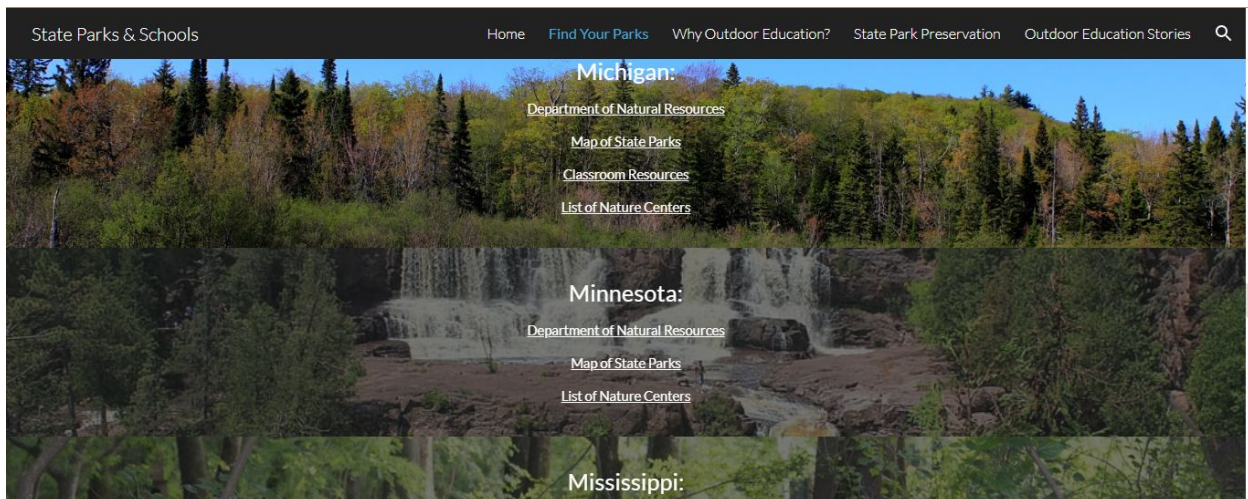 State Parks & Schools
Home Find Your Parks Why Outdoor Education? State Park Preservation Outdoor Education Stories
Michigan:
Department of Natural Resources
Map of State Parks
Classroom Resources
List of Nature Centers
Minnesota:
Department of Natural Resources
Map of State Parks
List of Nature Centers
Mississippi: